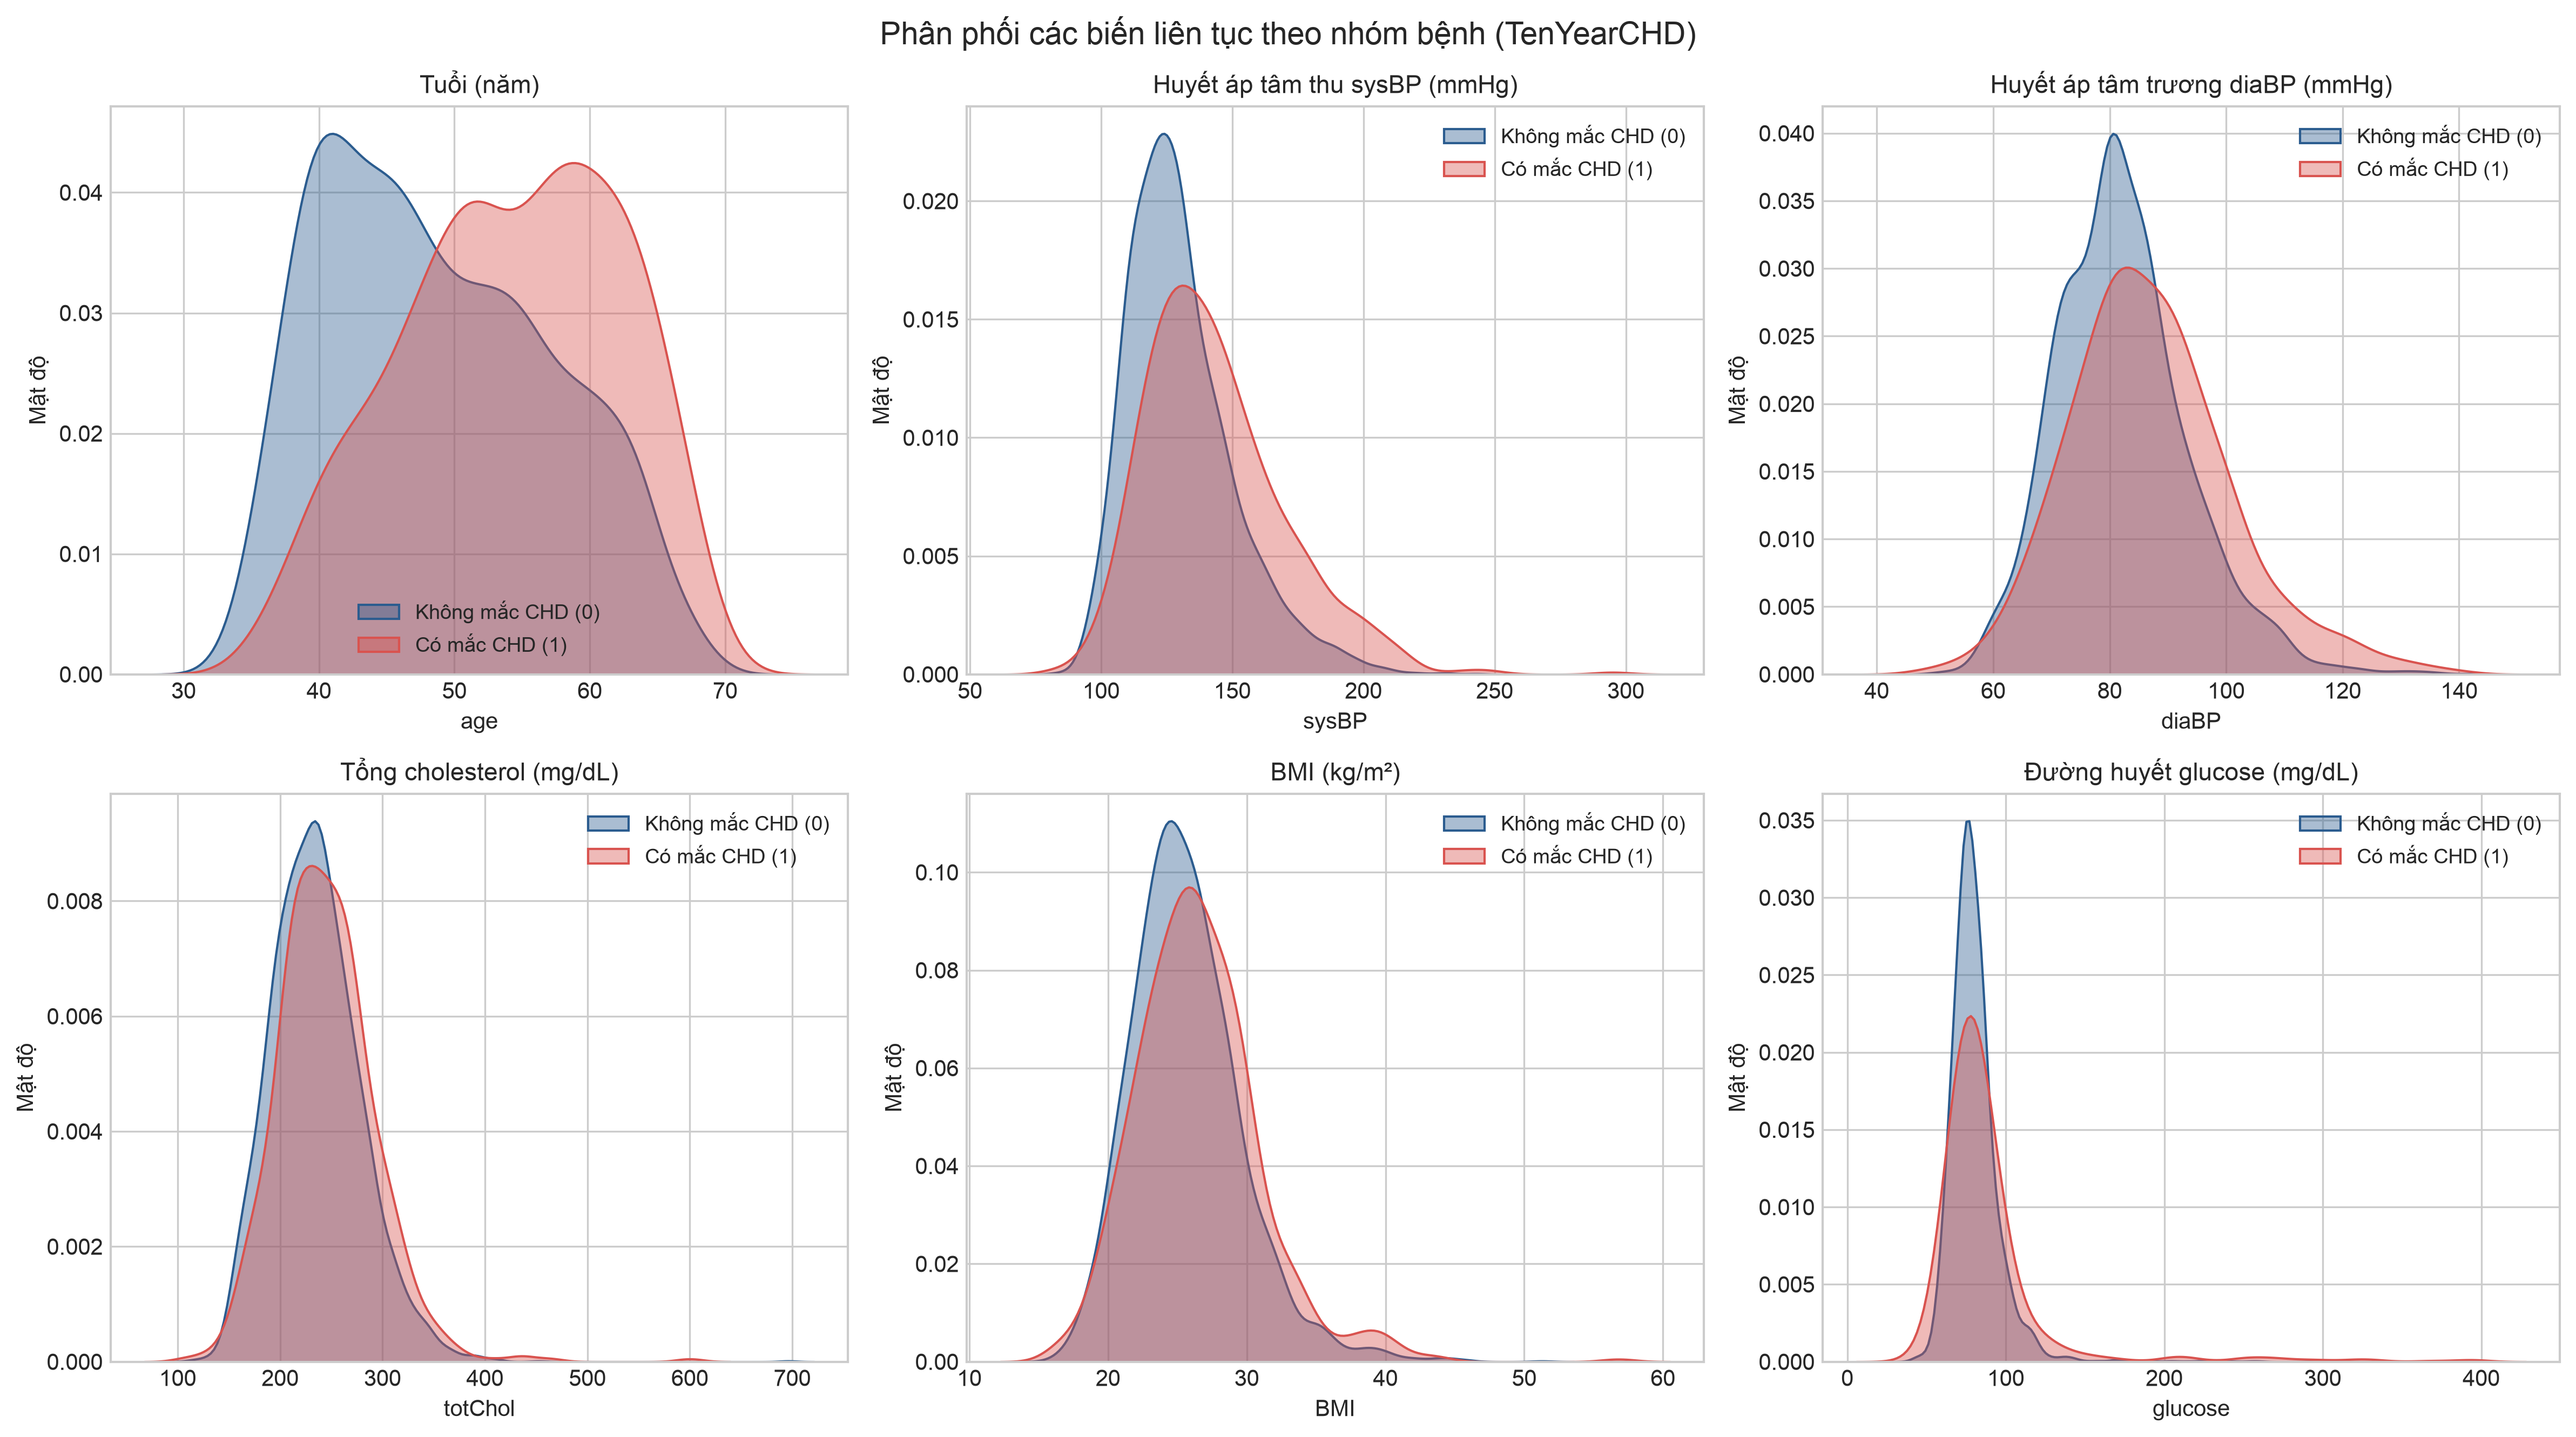 Phân phối các biến liên tục theo nhóm bệnh (TenYearCHD)
Tuổi (năm)
Mật độ
0.04
0.03
0.02
0.01
0.00
Không mắc CHD (0)
Có mắc CHD (1)
30 40 50 60 70
age
Huyết áp tâm thu sysBP (mmHg)
Mật độ
0.020
0.015
0.010
0.005
0.000
Không mắc CHD (0)
Có mắc CHD (1)
50 100 150 200 250 300
sysBP
Huyết áp tâm trương diaBP (mmHg)
Mật độ
0.040
0.035
0.030
0.025
0.020
0.015
0.010
0.005
0.000
Không mắc CHD (0)
Có mắc CHD (1)
40 60 80 100 120 140
diaBP
Tổng cholesterol (mg/dL)
Mật độ
0.008
0.006
0.004
0.002
0.000
Không mắc CHD (0)
Có mắc CHD (1)
100 200 300 400 500 600 700
totChol
BMI (kg/m²)
Mật độ
0.10
0.08
0.06
0.04
0.02
0.00
Không mắc CHD (0)
Có mắc CHD (1)
10 20 30 40 50 60
BMI
Đường huyết glucose (mg/dL)
Mật độ
0.035
0.030
0.025
0.020
0.015
0.010
0.005
0.000
Không mắc CHD (0)
Có mắc CHD (1)
0 100 200 300 400
glucose